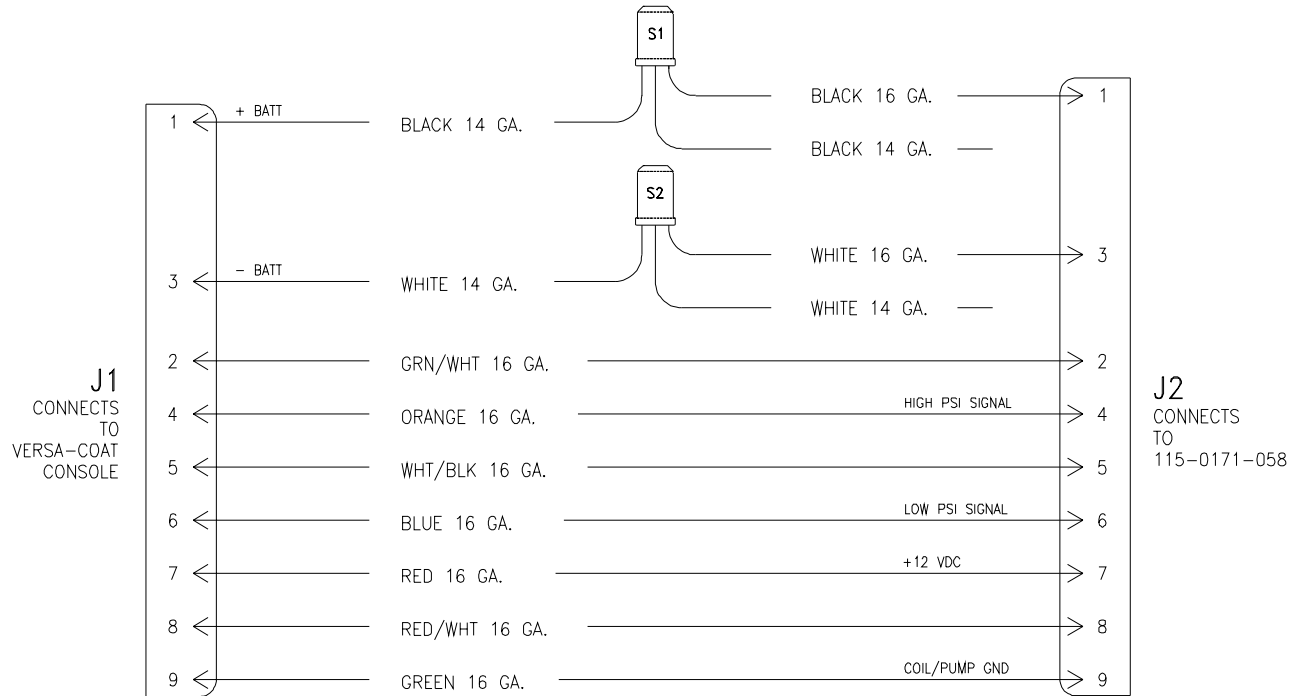 S1
1 + BATT BLACK 14 GA. BLACK 16 GA. 1
BLACK 14 GA.
S2
3 - BATT WHITE 14 GA. WHITE 16 GA. 3
WHITE 14 GA.
2 GRN/WHT 16 GA. 2
J1
CONNECTS
TO
VERSA-COAT
CONSOLE
4 ORANGE 16 GA. HIGH PSI SIGNAL 4
5 WHT/BLK 16 GA. 5
6 BLUE 16 GA. LOW PSI SIGNAL 6
7 RED 16 GA. +12 VDC 7
8 RED/WHT 16 GA. 8
9 GREEN 16 GA. COIL/PUMP GND 9
J2
CONNECTS
TO
115-0171-058